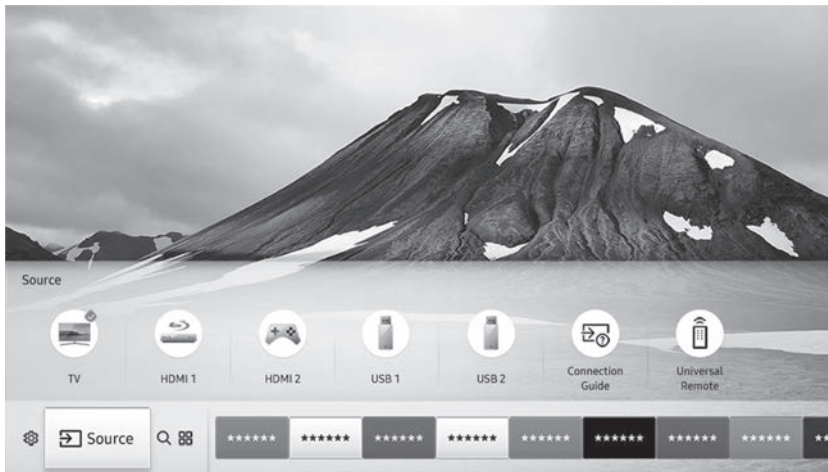 Source
TV
HDMI 1
HDMI 2
USB 1
USB 2
Connection
Guide
Universal
Remote
Source
****** ****** ****** ****** ****** ****** ****** ****** **